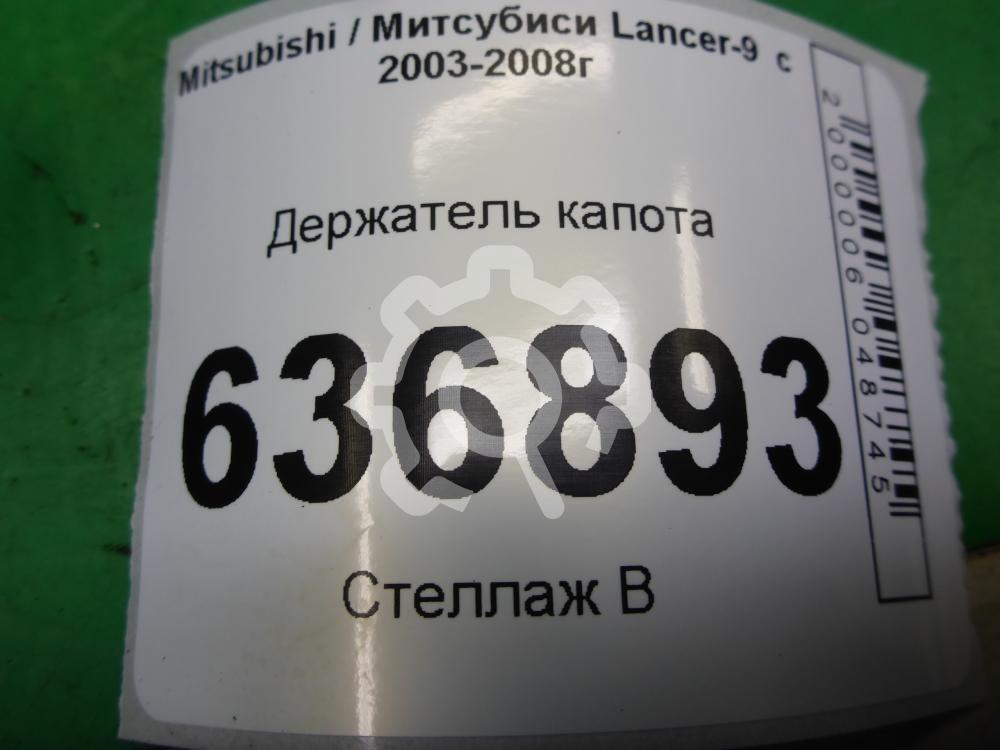 Mitsubishi / Митсубиси Lancer-9 с
2003-2008г
Держатель капота
636893
Стеллаж В
2000006048745